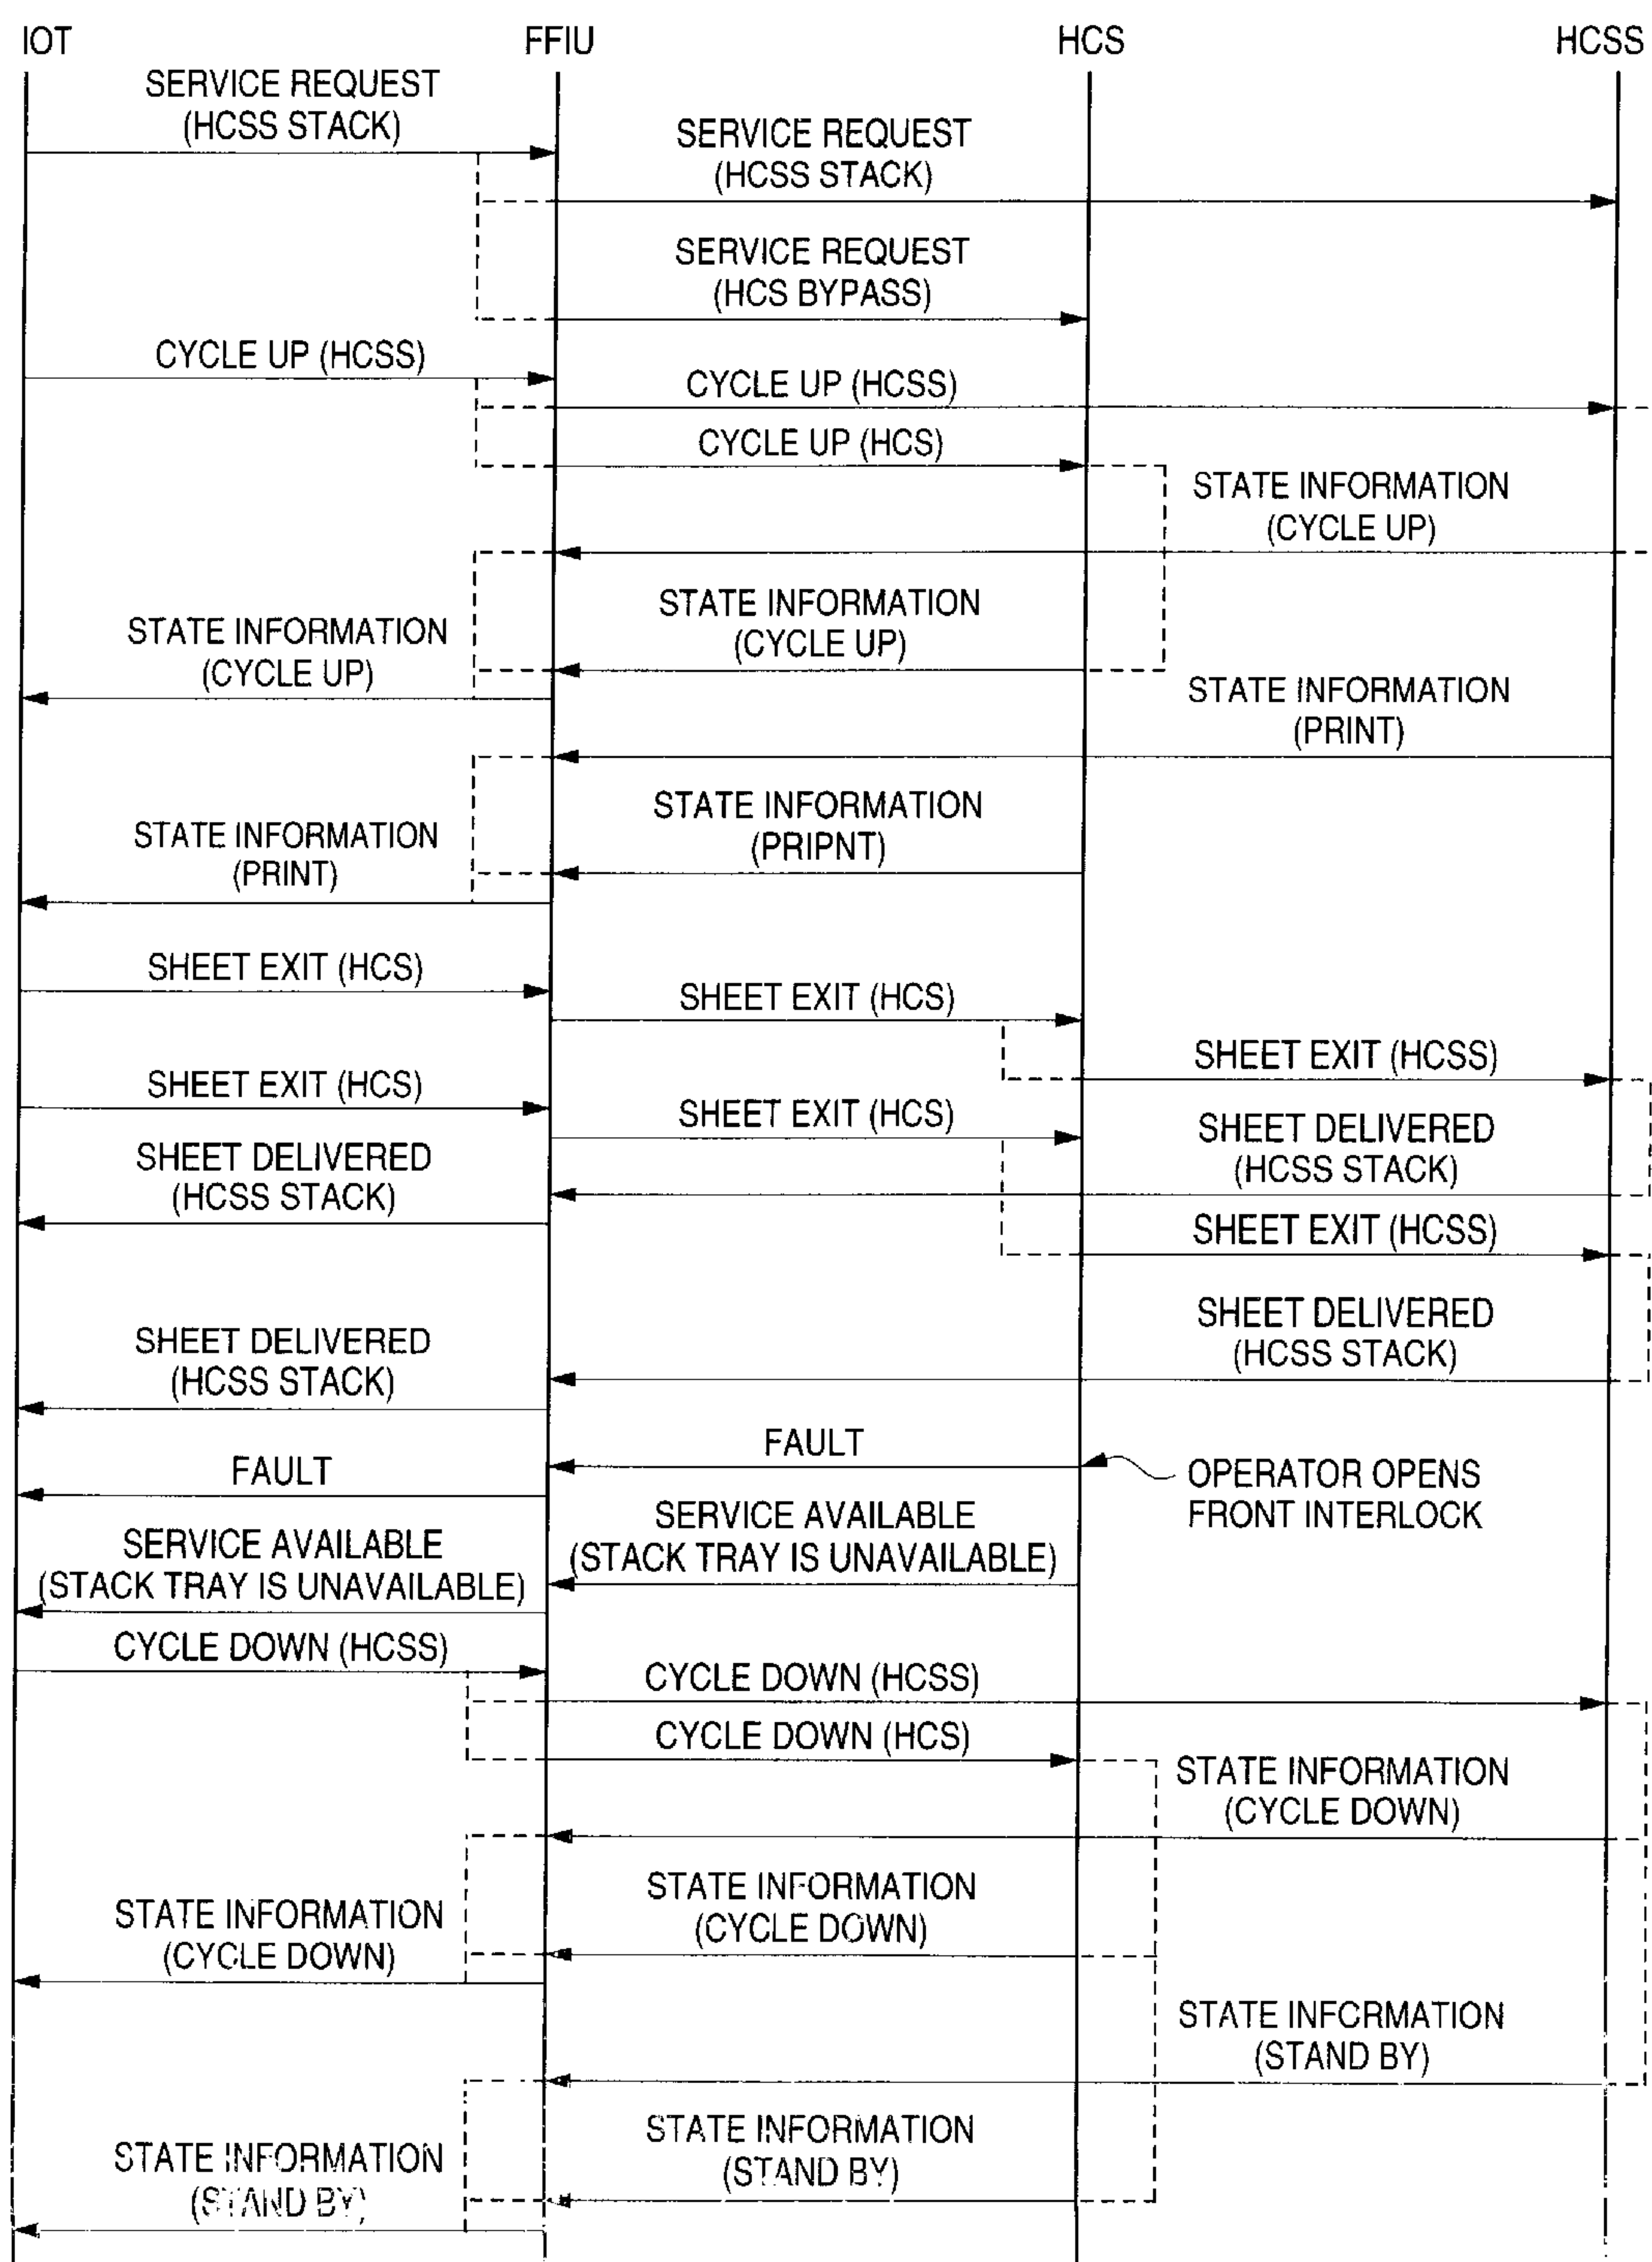 IOT
FFIU
HCS
HCSS
SERVICE REQUEST
(HCSS STACK)
SERVICE REQUEST
(HCSS STACK)
SERVICE REQUEST
(HCS BYPASS)
CYCLE UP (HCSS)
CYCLE UP (HCSS)
CYCLE UP (HCS)
STATE INFORMATION
(CYCLE UP)
STATE INFORMATION
(CYCLE UP)
STATE INFORMATION
(CYCLE UP)
STATE INFORMATION
(PRINT)
STATE INFORMATION
(PRIPNT)
STATE INFORMATION
(PRINT)
SHEET EXIT (HCS)
SHEET EXIT (HCS)
SHEET EXIT (HCSS)
SHEET EXIT (HCS)
SHEET EXIT (HCS)
SHEET DELIVERED
(HCSS STACK)
SHEET DELIVERED
(HCSS STACK)
SHEET EXIT (HCSS)
SHEET DELIVERED
(HCSS STACK)
SHEET DELIVERED
(HCSS STACK)
FAULT
FAULT
OPERATOR OPENS
FRONT INTERLOCK
SERVICE AVAILABLE
(STACK TRAY IS UNAVAILABLE)
SERVICE AVAILABLE
(STACK TRAY IS UNAVAILABLE)
CYCLE DOWN (HCSS)
CYCLE DOWN (HCSS)
CYCLE DOWN (HCS)
STATE INFORMATION
(CYCLE DOWN)
STATE INFORMATION
(CYCLE DOWN)
STATE INFORMATION
(CYCLE DOWN)
STATE INFORMATION
(STAND BY)
STATE INFORMATION
(STAND BY)
STATE INFORMATION
(STAND BY)